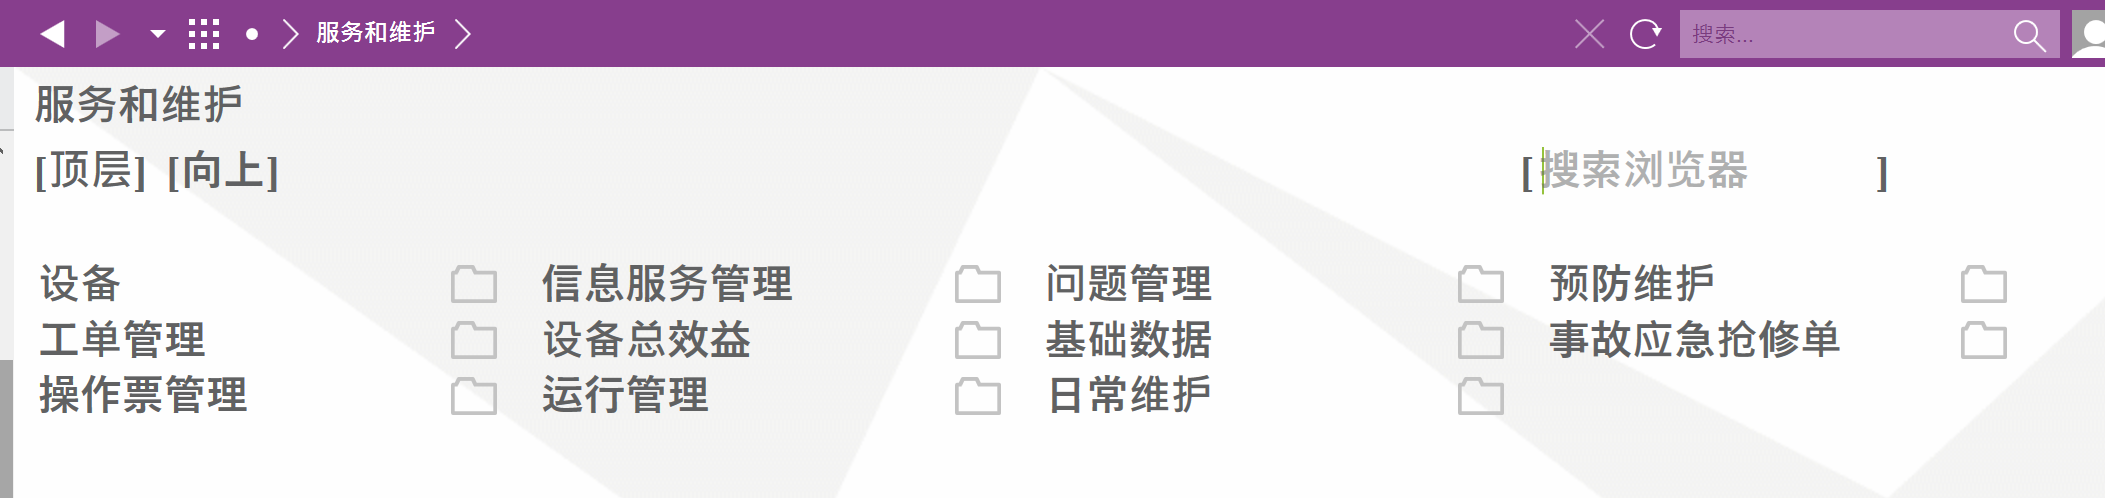 服务和维护
搜索...
服务和维护
[顶层] [向上] [搜索浏览器 ]
设备 信息服务管理 问题管理 预防维护
工单管理 设备总效益 基础数据 事故应急抢修单
操作票管理 运行管理 日常维护